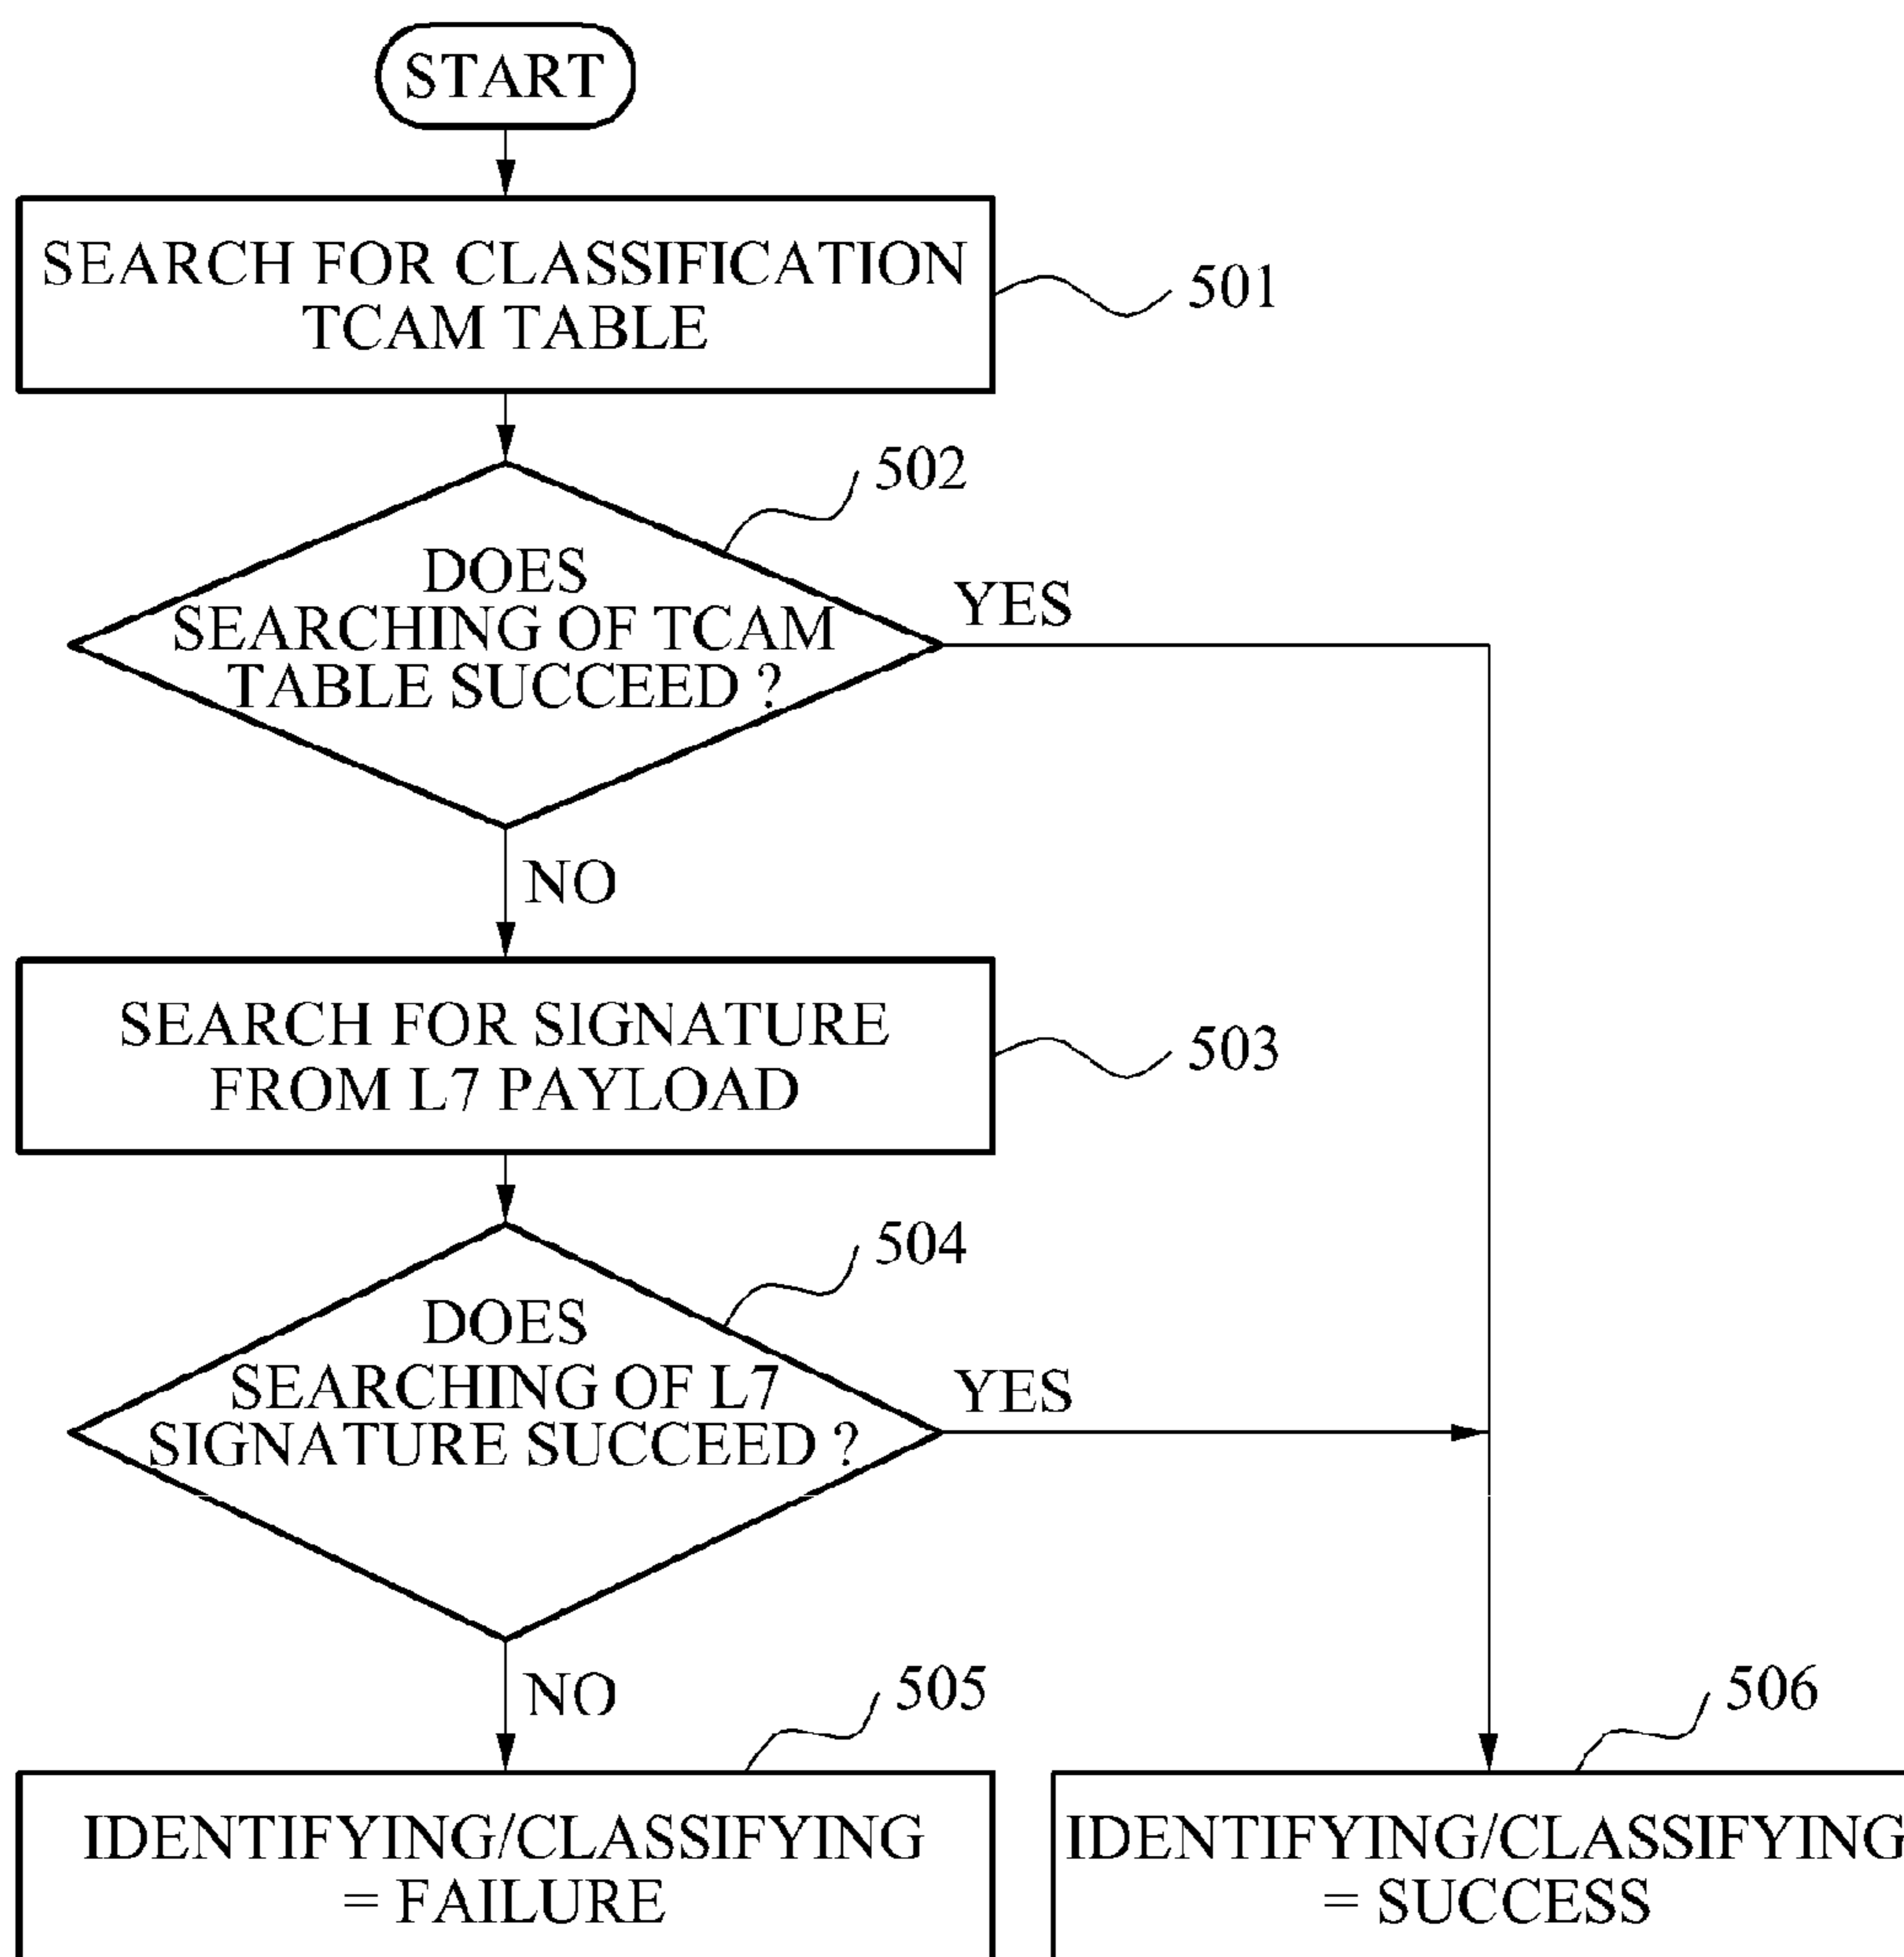 START
SEARCH FOR CLASSIFICATION
TCAM TABLE
501
502
DOES
SEARCHING OF TCAM
TABLE SUCCEED ?
YES
NO
SEARCH FOR SIGNATURE
FROM L7 PAYLOAD
503
504
DOES
SEARCHING OF L7
SIGNATURE SUCCEED ?
YES
NO
505
506
IDENTIFYING/CLASSIFYING
= FAILURE
IDENTIFYING/CLASSIFYING
= SUCCESS